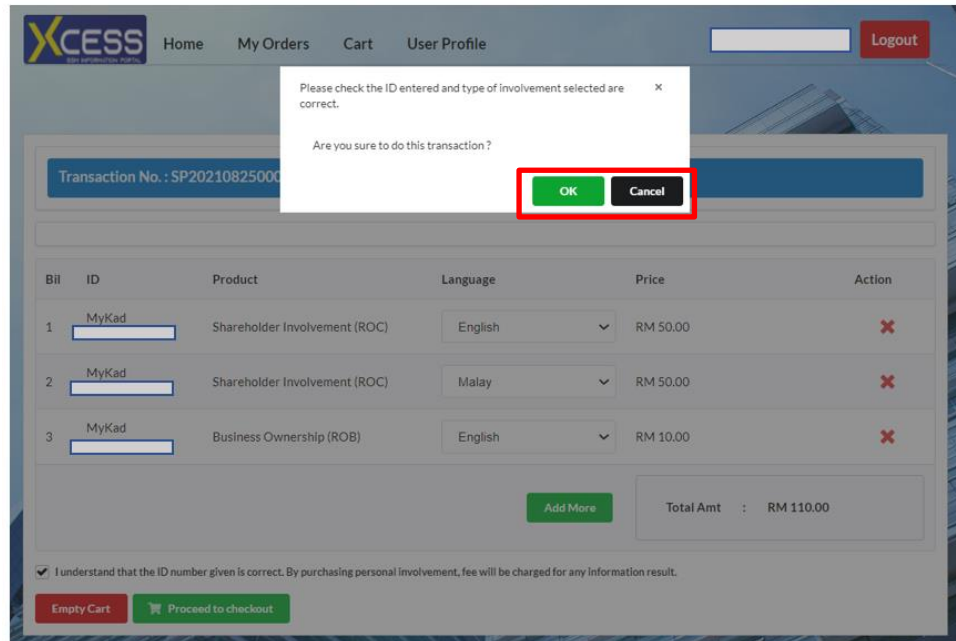 XCESS
SSM INFORMATION PORTAL
Home My Orders Cart User Profile
Logout
Please check the ID entered and type of involvement selected are ×
correct.
Are you sure to do this transaction ?
OK Cancel
Transaction No. : SP2021082500
Bil ID Product Language Price Action
1 MyKad Shareholder Involvement (ROC) English RM 50.00
2 MyKad Shareholder Involvement (ROC) Malay RM 50.00
3 MyKad Business Ownership (ROB) English RM 10.00
Add More Total Amt : RM 110.00
I understand that the ID number given is correct. By purchasing personal involvement, fee will be charged for any information result.
Empty Cart Proceed to checkout